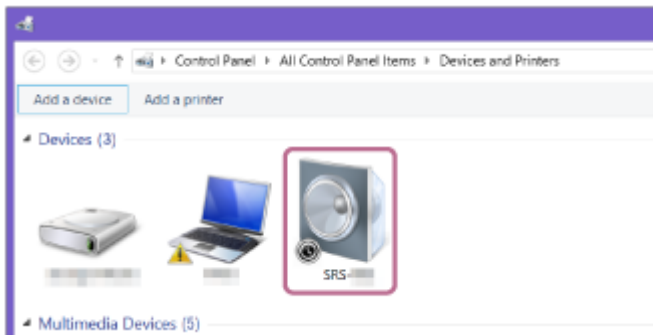 Control Panel All Control Panel Items Devices and Printers
Add a device Add a printer
Devices (3)
SRS-
Multimedia Devices (5)